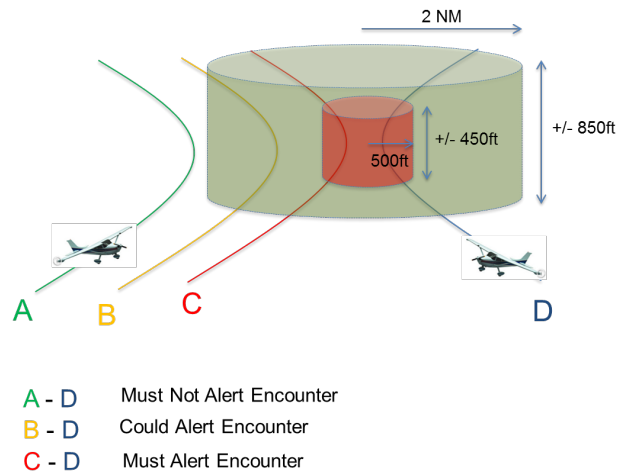 2 NM
+/- 850ft
+/- 450ft
500ft
A
B
C
D
A - D Must Not Alert Encounter
B - D Could Alert Encounter
C - D Must Alert Encounter